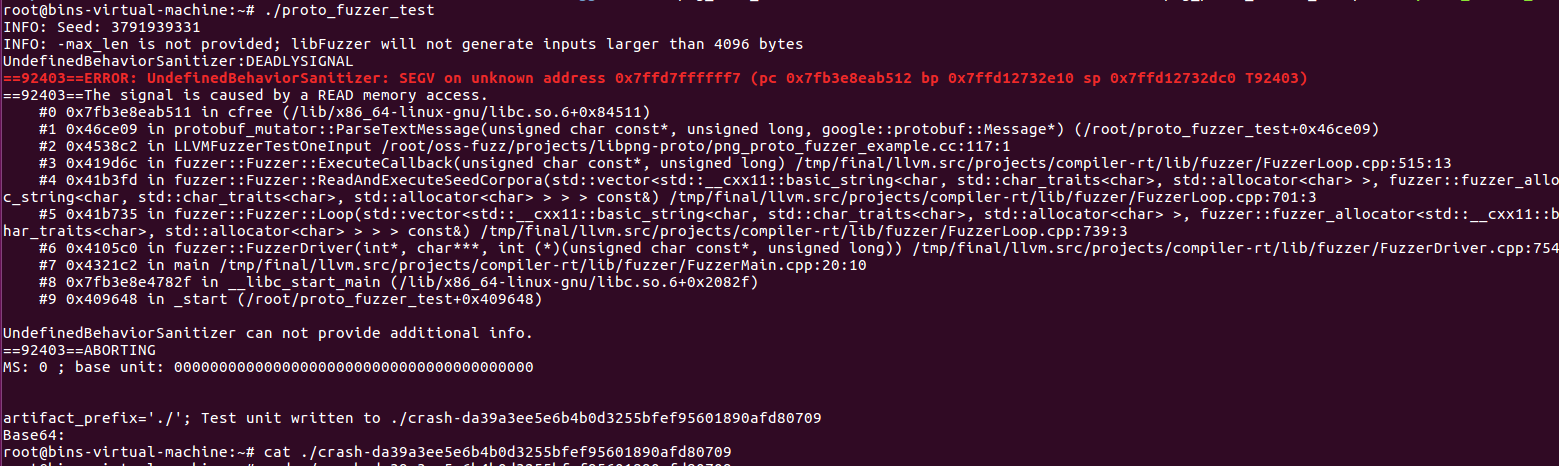 root@bins-virtual-machine:~# ./proto_fuzzer_test
INFO: Seed: 3791939331
INFO: -max_len is not provided; libFuzzer will not generate inputs larger than 4096 bytes
UndefinedBehaviorSanitizer:DEADLYSIGNAL
==92403==ERROR: UndefinedBehaviorSanitizer: SEGV on unknown address 0x7ffd7ffffff7 (pc 0x7fb3e8eab512 bp 0x7ffd12732e10 sp 0x7ffd12732dc0 T92403)
==92403==The signal is caused by a READ memory access.
    #0 0x7fb3e8eab511 in cfree (/lib/x86_64-linux-gnu/libc.so.6+0x84511)
    #1 0x46ce09 in protobuf_mutator::ParseTextMessage(unsigned char const*, unsigned long, google::protobuf::Message*) (/root/proto_fuzzer_test+0x46ce09)
    #2 0x4538c2 in LLVMFuzzerTestOneInput /root/oss-fuzz/projects/libpng-proto/png_proto_fuzzer_example.cc:117:1
    #3 0x419d6c in fuzzer::Fuzzer::ExecuteCallback(unsigned char const*, unsigned long) /tmp/final/llvm.src/projects/compiler-rt/lib/fuzzer/FuzzerLoop.cpp:515:13
    #4 0x41b3fd in fuzzer::Fuzzer::ReadAndExecuteSeedCorpora(std::vector<std::__cxx11::basic_string<char, std::char_traits<char>, std::allocator<char> >, fuzzer::fuzzer_allo
c_string<char, std::char_traits<char>, std::allocator<char> > > > const&) /tmp/final/llvm.src/projects/compiler-rt/lib/fuzzer/FuzzerLoop.cpp:701:3
    #5 0x41b735 in fuzzer::Fuzzer::Loop(std::vector<std::__cxx11::basic_string<char, std::char_traits<char>, std::allocator<char> >, fuzzer::fuzzer_allocator<std::__cxx11::b
har_traits<char>, std::allocator<char> > > > const&) /tmp/final/llvm.src/projects/compiler-rt/lib/fuzzer/FuzzerLoop.cpp:739:3
    #6 0x4105c0 in fuzzer::FuzzerDriver(int*, char***, int (*)(unsigned char const*, unsigned long)) /tmp/final/llvm.src/projects/compiler-rt/lib/fuzzer/FuzzerDriver.cpp:754
    #7 0x4321c2 in main /tmp/final/llvm.src/projects/compiler-rt/lib/fuzzer/FuzzerMain.cpp:20:10
    #8 0x7fb3e8e4782f in __libc_start_main (/lib/x86_64-linux-gnu/libc.so.6+0x2082f)
    #9 0x409648 in _start (/root/proto_fuzzer_test+0x409648)
UndefinedBehaviorSanitizer can not provide additional info.
==92403==ABORTING
MS: 0 ; base unit: 0000000000000000000000000000000000000000
artifact_prefix='./'; Test unit written to ./crash-da39a3ee5e6b4b0d3255bfef95601890afd80709
Base64:
root@bins-virtual-machine:~# cat ./crash-da39a3ee5e6b4b0d3255bfef95601890afd80709